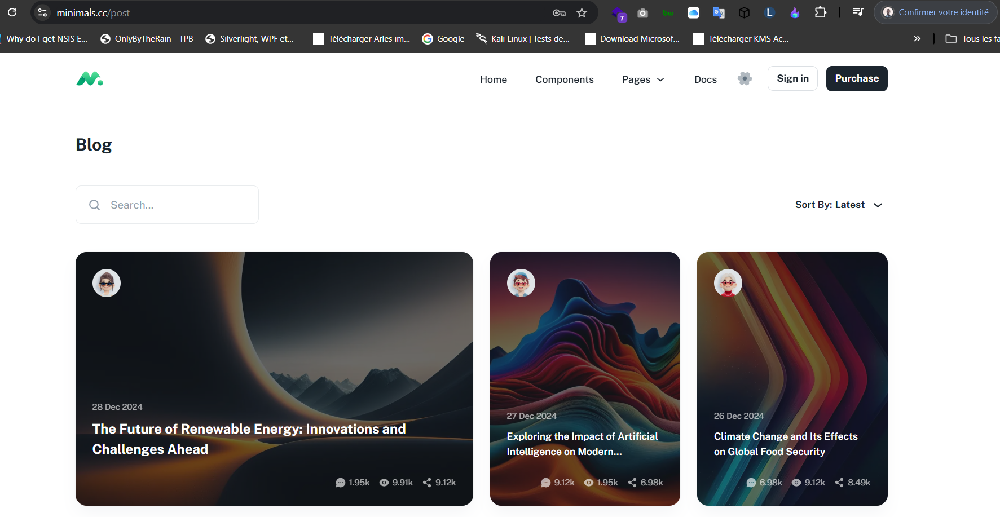 minimals.cc/post
7
bw
L
Confirmer votre identité
Why do I get NSIS E...
OnlyByTheRain - TPB
Silverlight, WPF et...
Télécharger Arles im...
Google
Kali Linux | Tests de...
Download Microsof...
Télécharger KMS Ac...
Tous les fa
Home
Components
Pages
Docs
Sign in
Purchase
Blog
Search...
Sort By: Latest
28 Dec 2024
The Future of Renewable Energy: Innovations and
Challenges Ahead
1.95k 9.91k 9.12k
27 Dec 2024
Exploring the Impact of Artificial
Intelligence on Modern...
9.12k 1.95k 6.98k
26 Dec 2024
Climate Change and Its Effects
on Global Food Security
6.98k 9.12k 8.49k